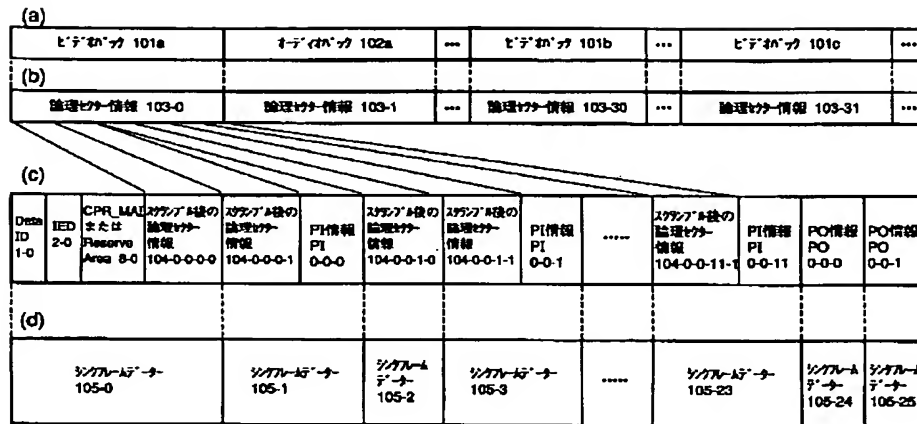 (a)
ビデオパック 101a
オーディオパック 102a
...
ビデオパック 101b
...
ビデオパック 101c
...
(b)
論理セクター情報 103-0
論理セクター情報 103-1
...
論理セクター情報 103-30
...
論理セクター情報 103-31
...
(c)
Data
ID
1-0
IED
2-0
CPR_MAI
または
Reserve
Area 8-0
スクランブル後の
論理セクター
情報
104-0-0-0-0
スクランブル後の
論理セクター
情報
104-0-0-0-1
PI情報
PI
0-0-0
スクランブル後の
論理セクター
情報
104-0-0-1-0
スクランブル後の
論理セクター
情報
104-0-0-1-1
PI情報
PI
0-0-1
.....
スクランブル後の
論理セクター
情報
104-0-0-11-1
PI情報
PI
0-0-11
PO情報
PO
0-0-0
PO情報
PO
0-0-1
(d)
シンクフレームデーター
105-0
シンクフレームデーター
105-1
シンクフレーム
データー
105-2
シンクフレームデーター
105-3
.....
シンクフレームデーター
105-23
シンクフレーム
データー
105-24
シンクフレーム
データー
105-25